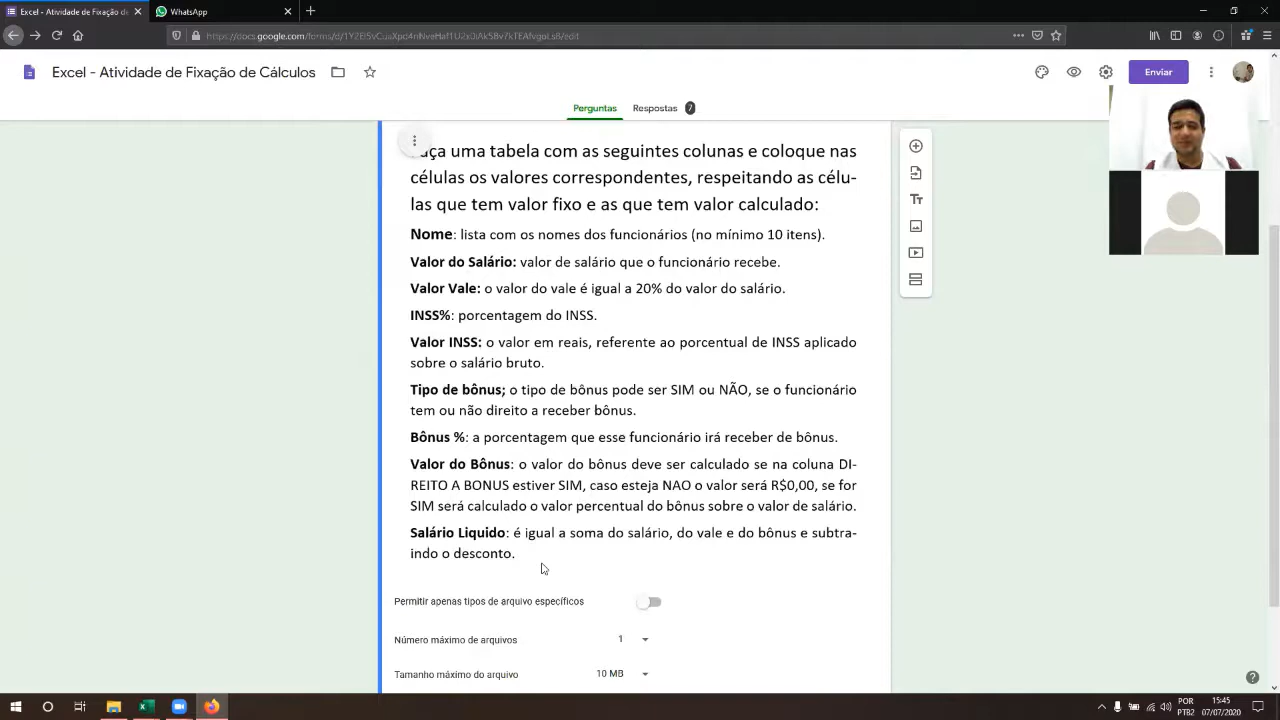 Excel - Atividade de Fixação de
WhatsApp
Excel - Atividade de Fixação de Cálculos
Enviar
Perguntas
Respostas 7
uma tabela com as seguintes colunas e coloque nas
células os valores correspondentes, respeitando as célu-
las que tem valor fixo e as que tem valor calculado:
Nome: lista com os nomes dos funcionários (no mínimo 10 itens).
Valor do Salário: valor de salário que o funcionário recebe.
Valor Vale: o valor do vale é igual a 20% do valor do salário.
INSS%: porcentagem do INSS.
Valor INSS: o valor em reais, referente ao porcentual de INSS aplicado
sobre o salário bruto.
Tipo de bônus; o tipo de bônus pode ser SIM ou NÃO, se o funcionário
tem ou não direito a receber bônus.
Bônus %: a porcentagem que esse funcionário irá receber de bônus.
Valor do Bônus: o valor do bônus deve ser calculado se na coluna DI-
REITO A BONUS estiver SIM, caso esteja NAO o valor será R$0,00, se for
SIM será calculado o valor percentual do bônus sobre o valor de salário.
Salário Liquido: é igual a soma do salário, do vale e do bônus e subtra-
indo o desconto.
Permitir apenas tipos de arquivo específicos
Número máximo de arquivos
1
Tamanho máximo do arquivo
10 MB
POR
15:45
PTB2
07/07/2020